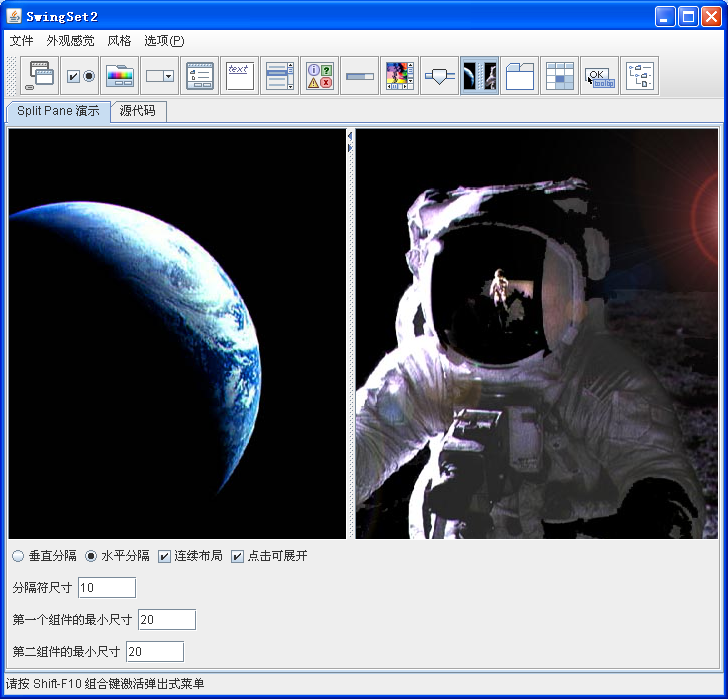 SwingSet2
文件 外观感觉 风格 选项(P)
text
OK
tooltip
Split Pane 演示 源代码
垂直分隔 水平分隔 连续布局 点击可展开
分隔符尺寸 10
第一个组件的最小尺寸 20
第二组件的最小尺寸 20
请按 Shift-F10 组合键激活弹出式菜单